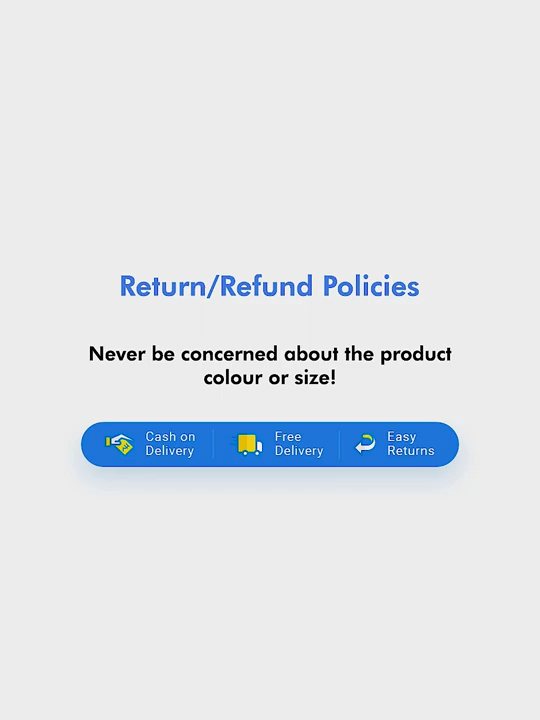 Return/Refund Policies
Never be concerned about the product
colour or size!
Cash on
Delivery
Free
Delivery
Easy
Returns